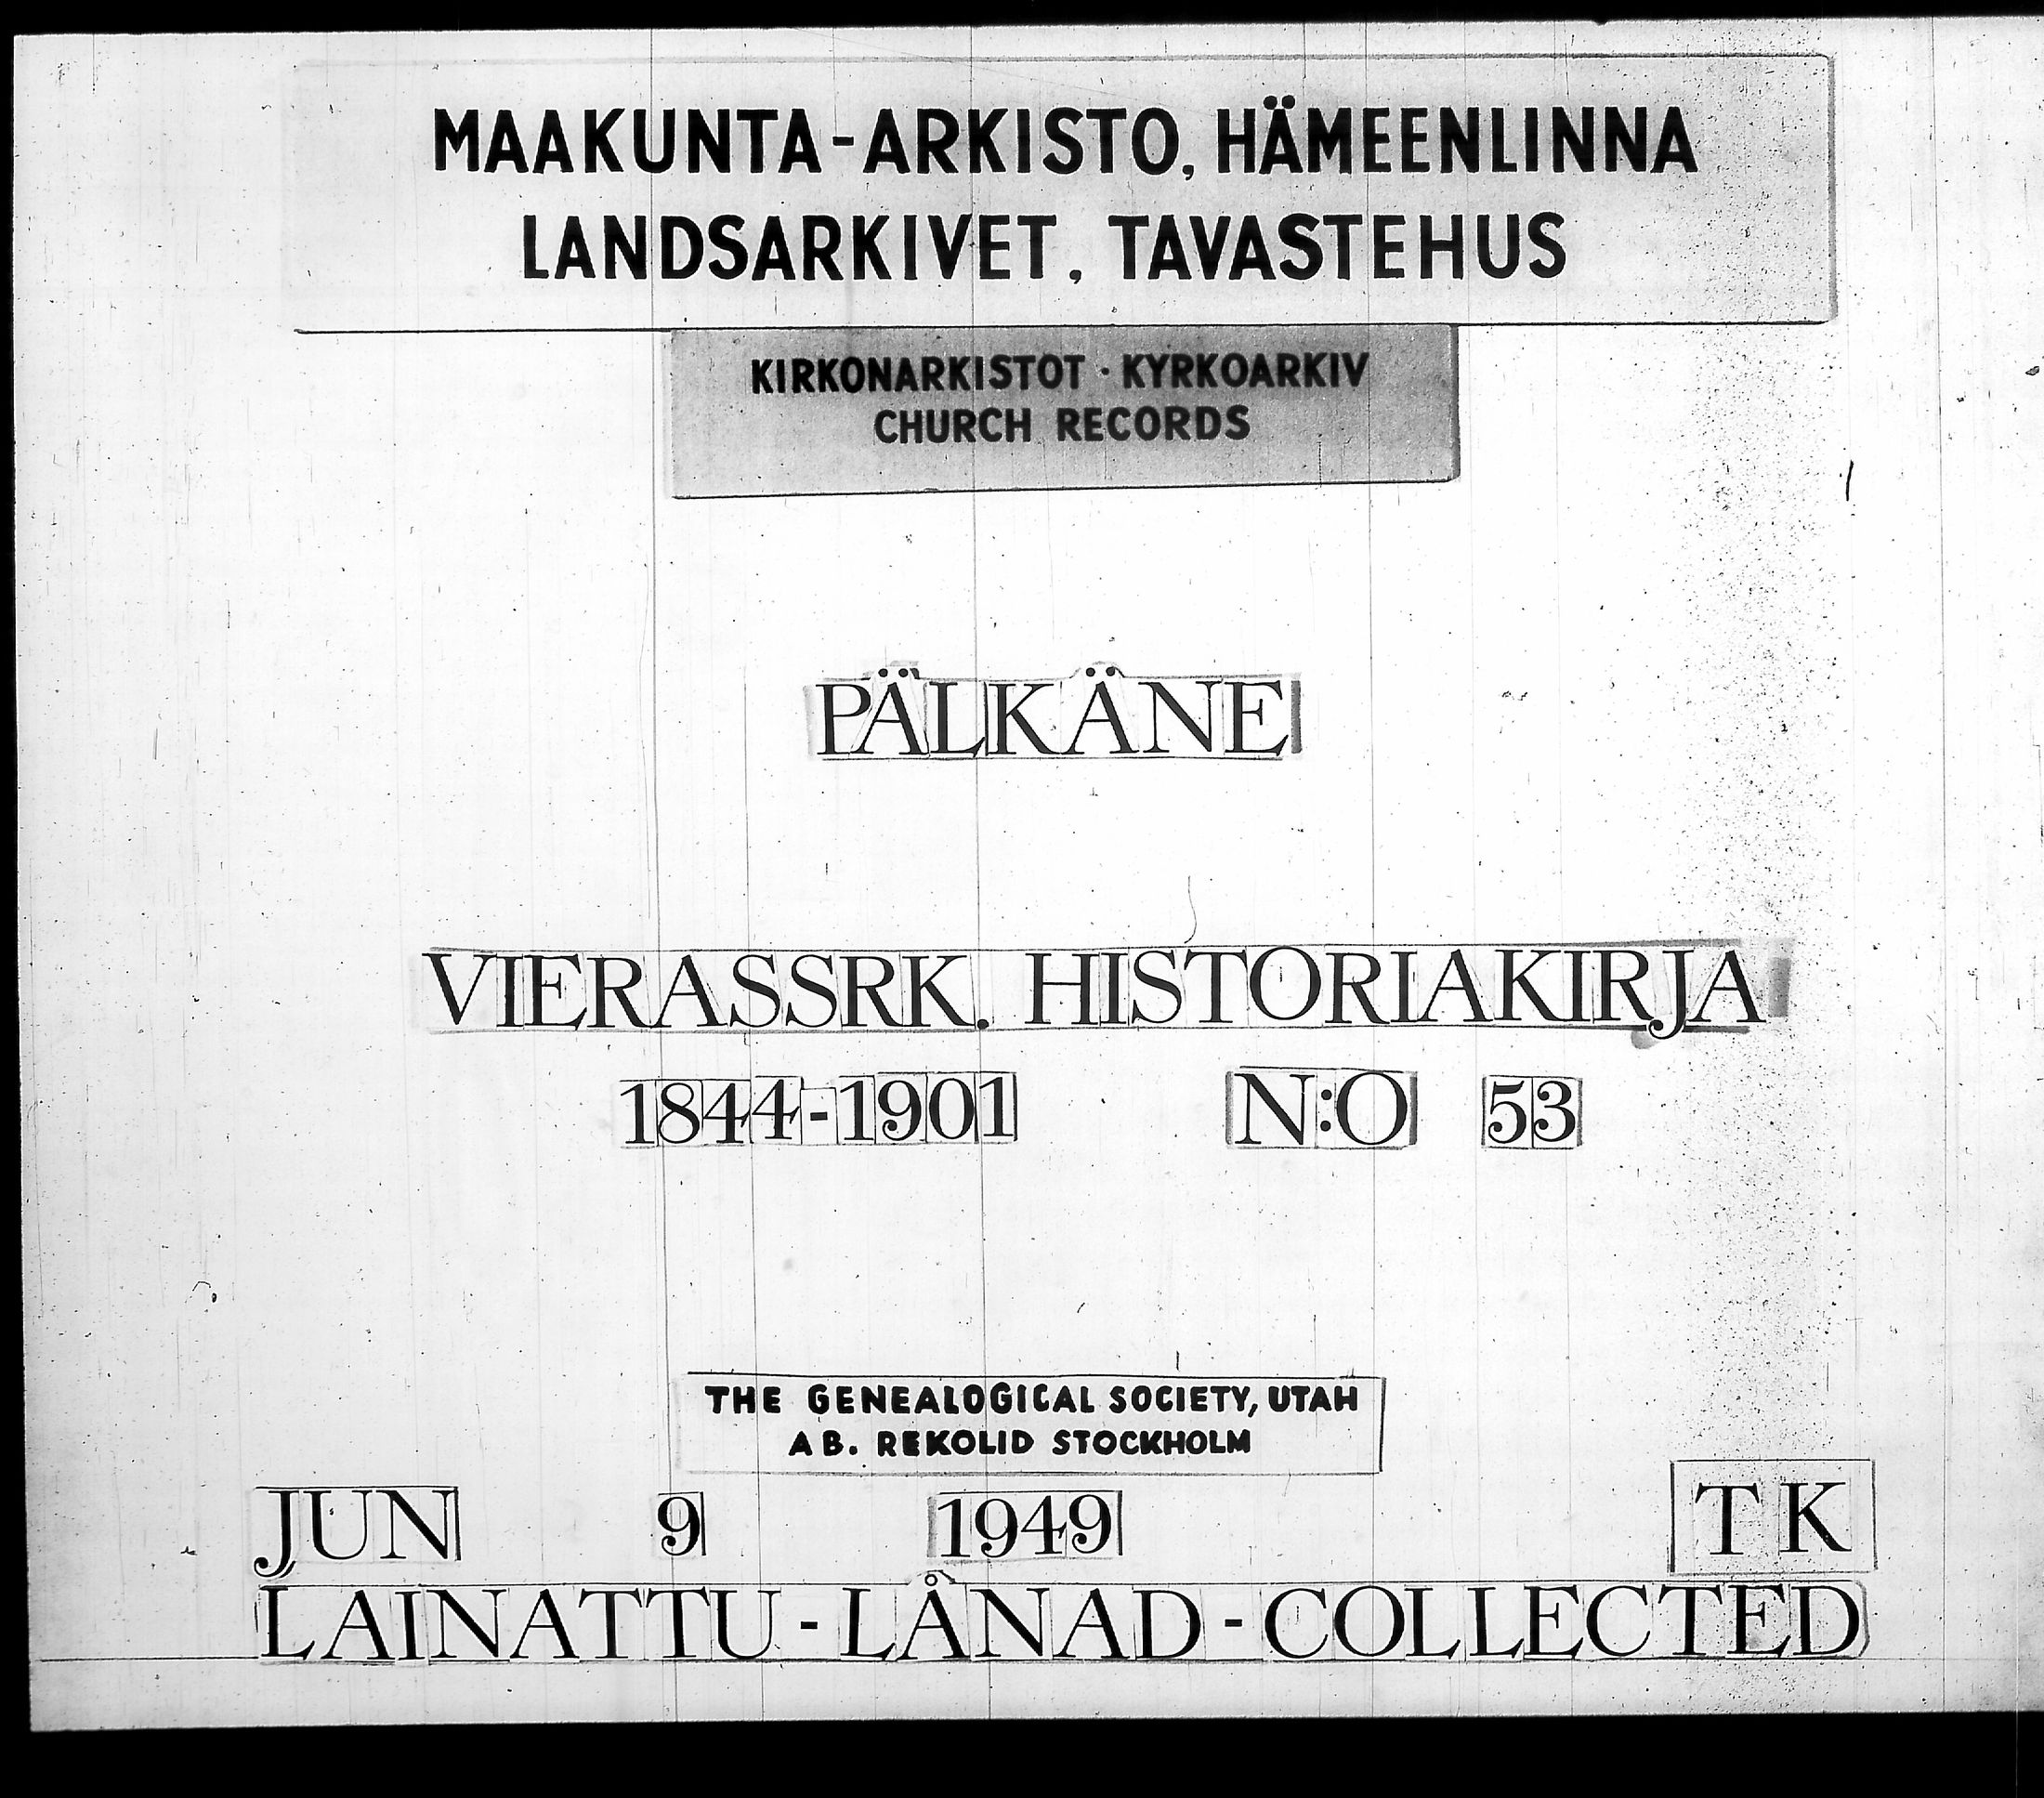 MAAKUNTA-ARKISTO, HÄMEENLINNA
LANDSARKIVET, TAVASTEHUS
KIRKONARKISTOT · KYRKOARKIV
CHURCH RECORDS
PÄLKÄNE
VIERASSRK. HISTORIAKIRJA
1844-1901 N:O 53
THE GENEALOGICAL SOCIETY, UTAH
AB. REKOLID STOCKHOLM
JUN 9 1949 TK
LAINATTU-LÅNAD-COLLECTED